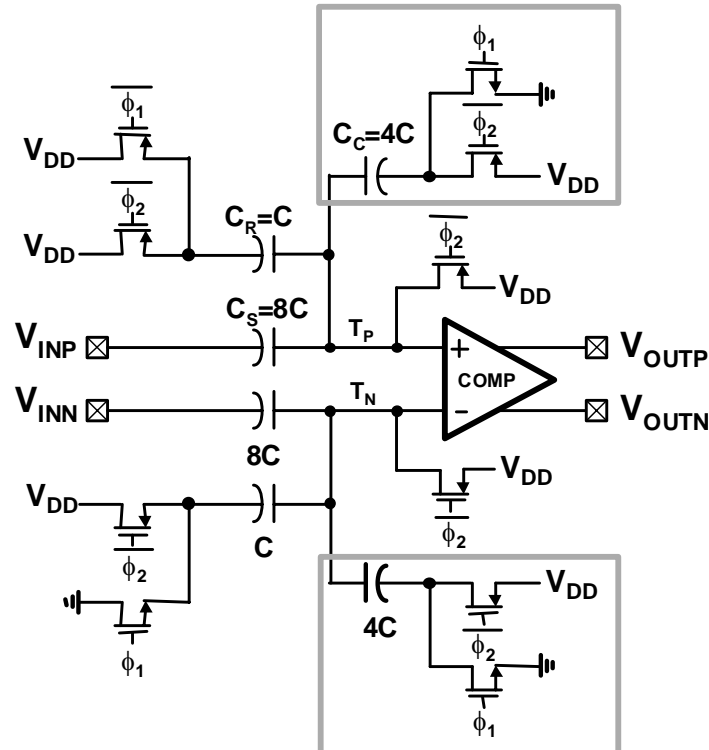 ϕ1
CC=4C
ϕ2
VDD
ϕ1
VDD
ϕ2
VDD
CR=C
ϕ2
VDD
CS=8C
VINP
TP
+
COMP
VOUTP
VINN
TN
-
VOUTN
8C
VDD
ϕ2
VDD
C
ϕ2
ϕ1
4C
VDD
ϕ2
ϕ1